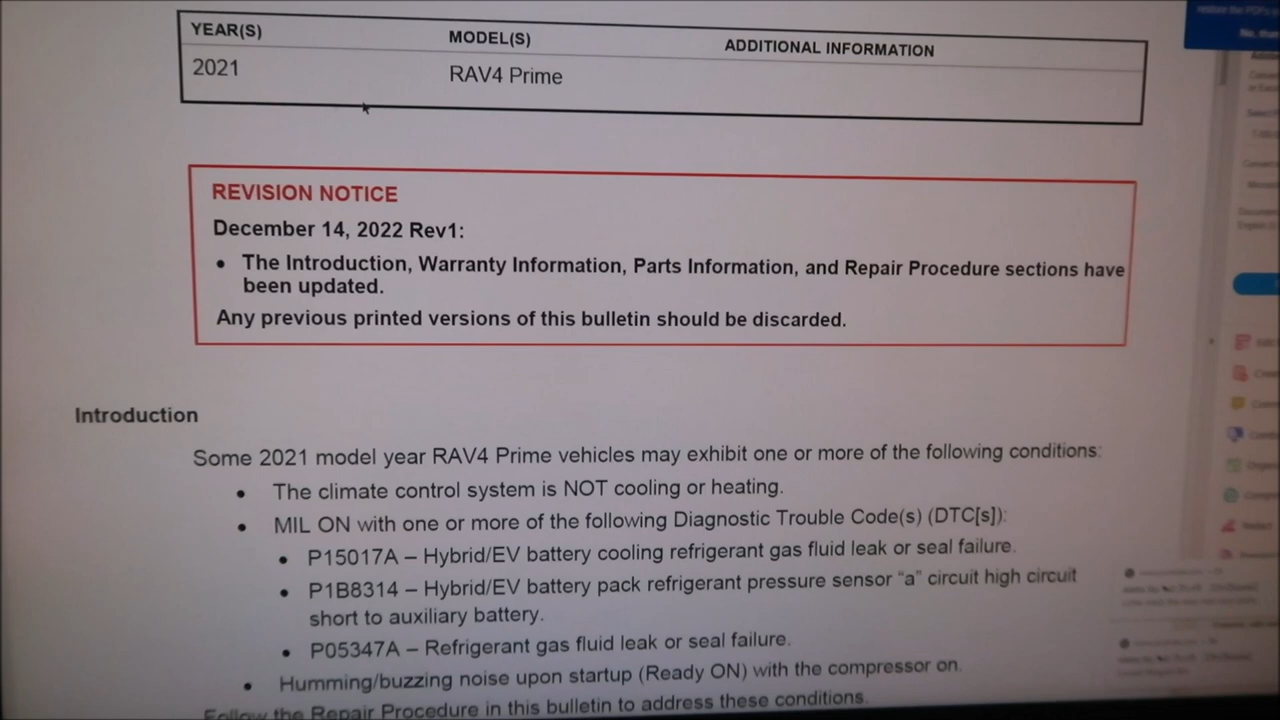 YEAR(S) MODEL(S) ADDITIONAL INFORMATION
2021 RAV4 Prime
REVISION NOTICE
December 14, 2022 Rev1:
• The Introduction, Warranty Information, Parts Information, and Repair Procedure sections have
been updated.
Any previous printed versions of this bulletin should be discarded.
Introduction
Some 2021 model year RAV4 Prime vehicles may exhibit one or more of the following conditions:
• The climate control system is NOT cooling or heating.
• MIL ON with one or more of the following Diagnostic Trouble Code(s) (DTC[s]):
• P15017A – Hybrid/EV battery cooling refrigerant gas fluid leak or seal failure.
• P1B8314 – Hybrid/EV battery pack refrigerant pressure sensor “a” circuit high circuit
short to auxiliary battery.
• P05347A – Refrigerant gas fluid leak or seal failure.
• Humming/buzzing noise upon startup (Ready ON) with the compressor on.
Follow the Repair Procedure in this bulletin to address these conditions.